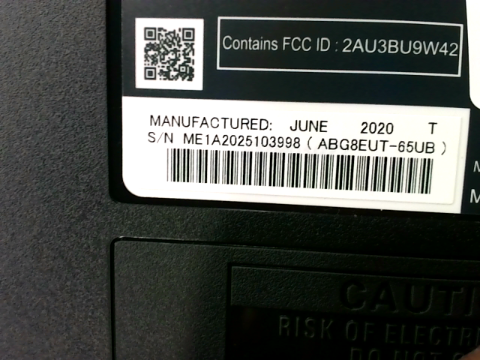 Contains FCC ID : 2AU3BU9W42
MANUFACTURED: JUNE 2020 T
S/N ME1A2025103998 ( ABG8EUT-65UB )
M
M
CAUTI
RISK OF ELECTR